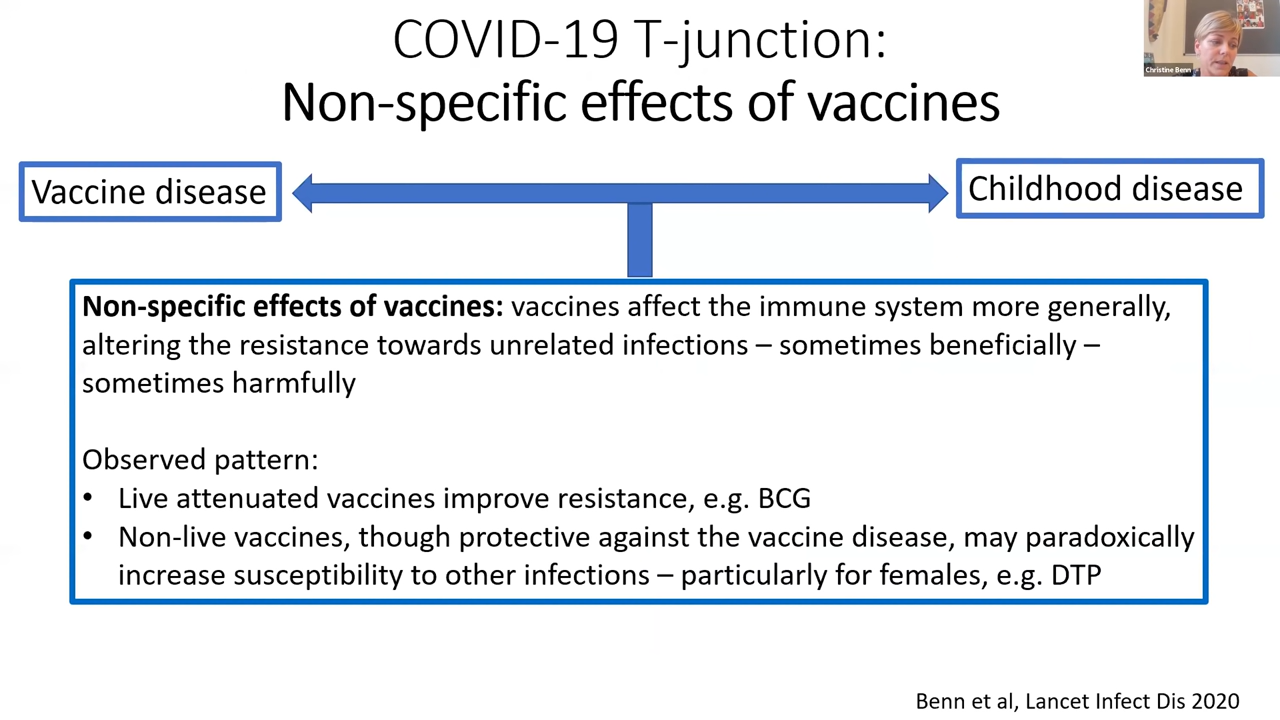 COVID-19 T-junction:
Non-specific effects of vaccines
Christine Benn
Vaccine disease
Childhood disease
Non-specific effects of vaccines: vaccines affect the immune system more generally,
altering the resistance towards unrelated infections – sometimes beneficially –
sometimes harmfully
Observed pattern:
• Live attenuated vaccines improve resistance, e.g. BCG
• Non-live vaccines, though protective against the vaccine disease, may paradoxically
increase susceptibility to other infections – particularly for females, e.g. DTP
Benn et al, Lancet Infect Dis 2020